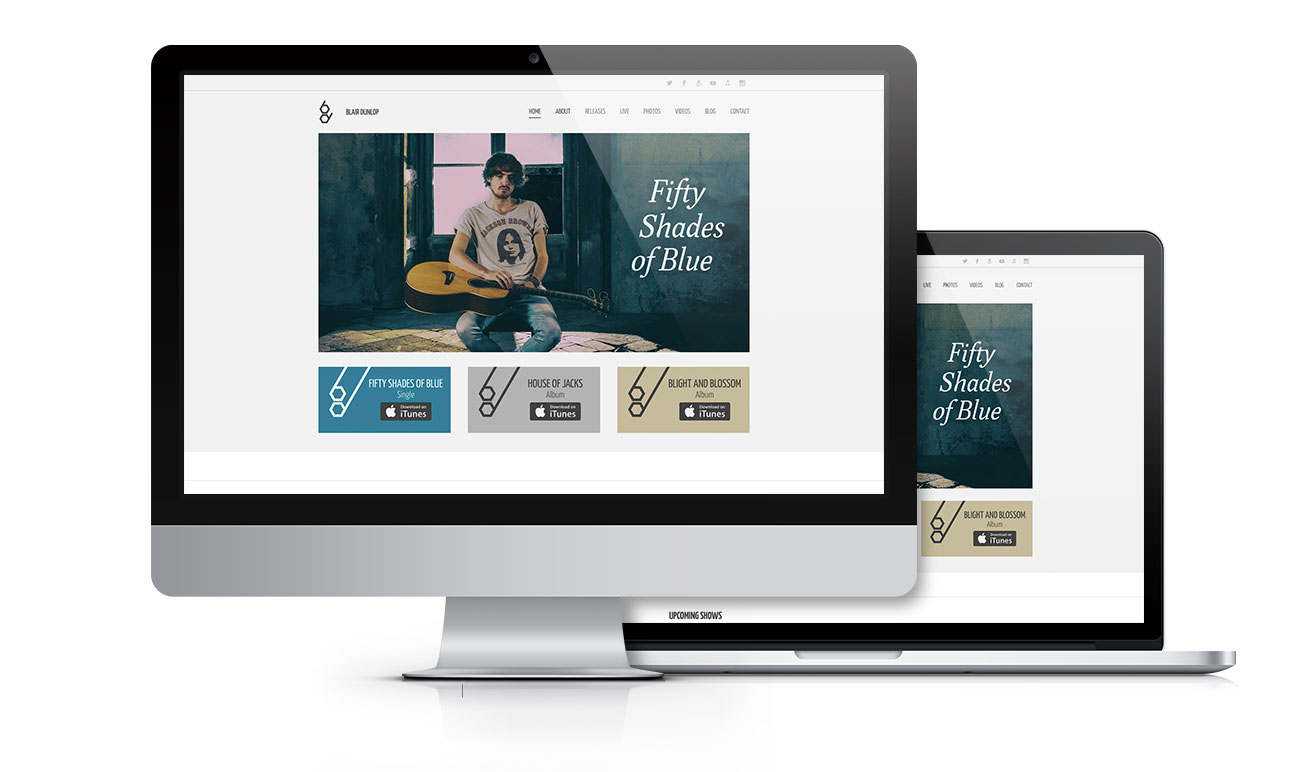 BLAIR DUNLOP
HOME ABOUT RELEASES LIVE PHOTOS VIDEOS BLOG CONTACT
JACKSON BROWNE
Fifty
Shades
of Blue
FIFTY SHADES OF BLUE
Single
Download on
iTunes
HOUSE OF JACKS
Album
Download on
iTunes
BLIGHT AND BLOSSOM
Album
Download on
iTunes
LIVE PHOTOS VIDEOS BLOG CONTACT
Fifty
Shades
of Blue
BLIGHT AND BLOSSOM
Album
Download on
iTunes
UPCOMING SHOWS